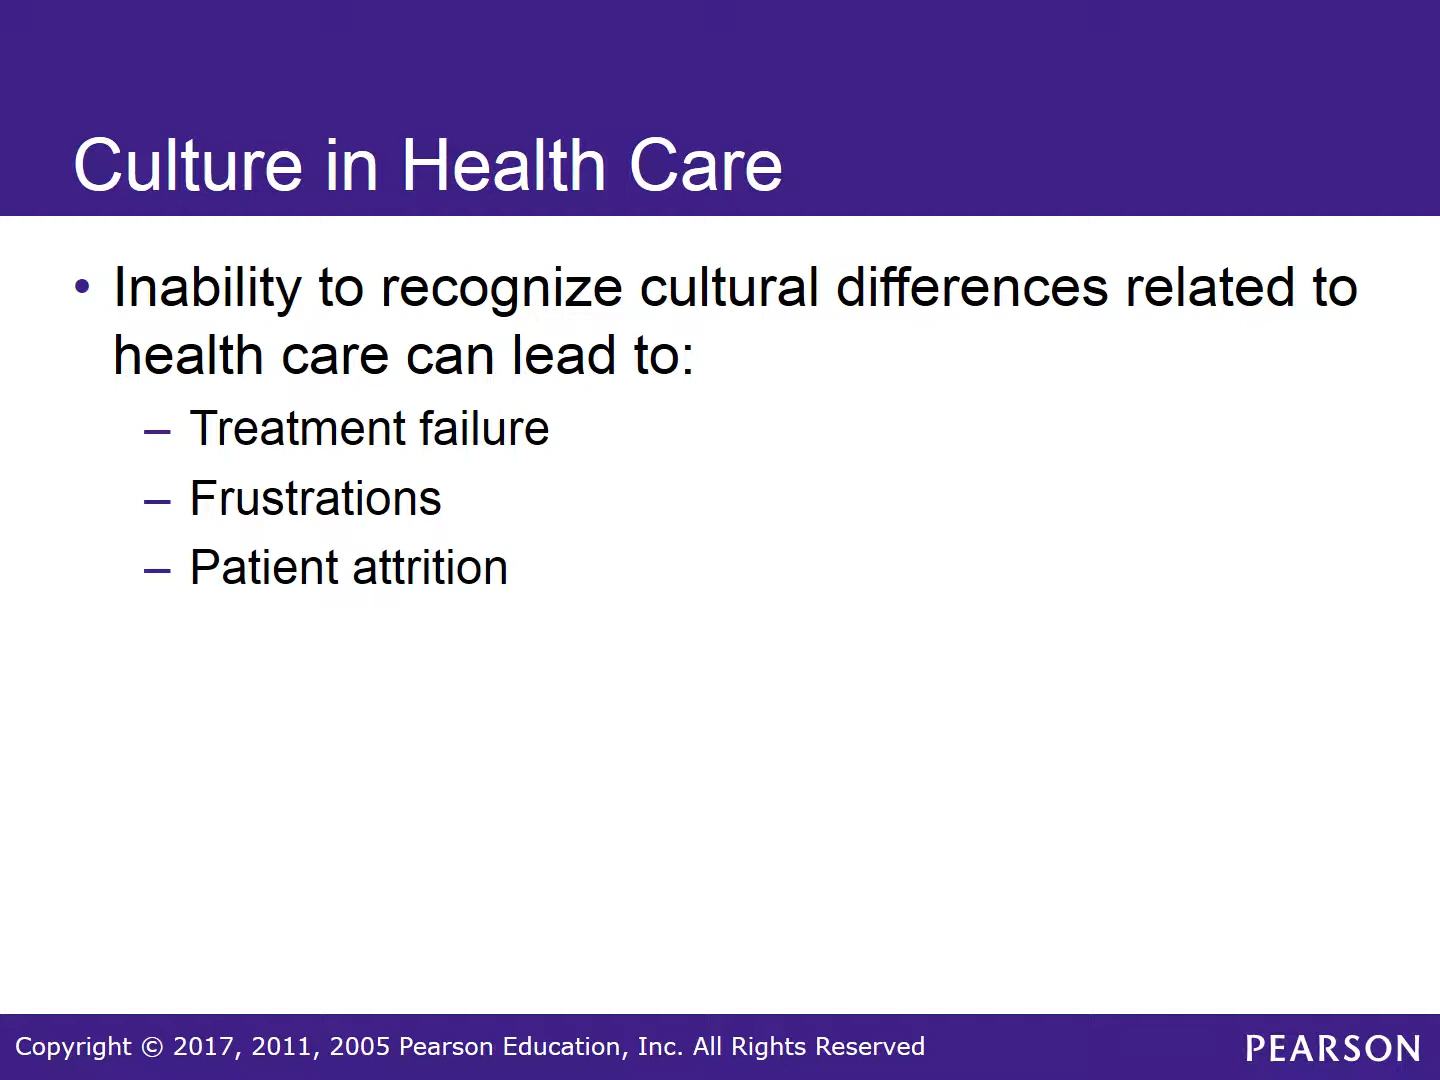 Culture in Health Care
• Inability to recognize cultural differences related to
health care can lead to:
– Treatment failure
– Frustrations
– Patient attrition
Copyright © 2017, 2011, 2005 Pearson Education, Inc. All Rights Reserved
PEARSON